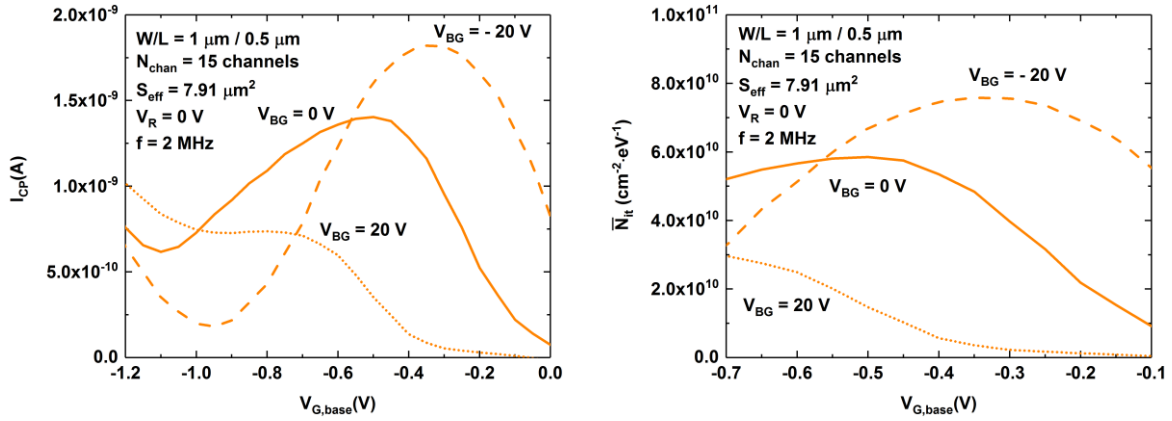 W/L = 1 μm / 0.5 μm
N_chan = 15 channels
S_eff = 7.91 μm²
V_R = 0 V
f = 2 MHz
V_BG = - 20 V
V_BG = 0 V
V_BG = 20 V
2.0x10⁻⁹
1.5x10⁻⁹
1.0x10⁻⁹
5.0x10⁻¹⁰
0.0
I_CP(A)
-1.2 -1.0 -0.8 -0.6 -0.4 -0.2 0.0
V_G,base(V)
W/L = 1 μm / 0.5 μm
N_chan = 15 channels
S_eff = 7.91 μm²
V_R = 0 V
f = 2 MHz
V_BG = - 20 V
V_BG = 0 V
V_BG = 20 V
1.0x10¹¹
8.0x10¹⁰
6.0x10¹⁰
4.0x10¹⁰
2.0x10¹⁰
0.0
N̅_it (cm⁻²·eV⁻¹)
-0.7 -0.6 -0.5 -0.4 -0.3 -0.2 -0.1
V_G,base(V)